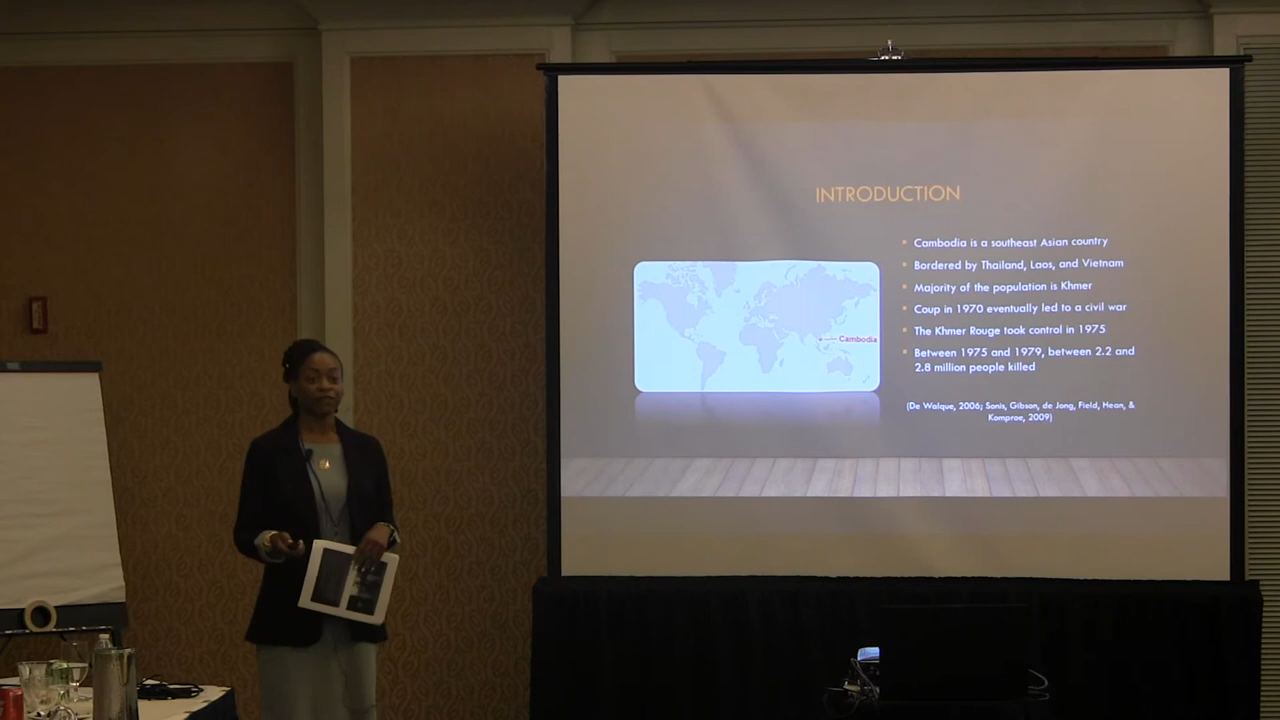 INTRODUCTION
Cambodia is a southeast Asian country
Bordered by Thailand, Laos, and Vietnam
Majority of the population is Khmer
Coup in 1970 eventually led to a civil war
The Khmer Rouge took control in 1975
Between 1975 and 1979, between 2.2 and
2.8 million people killed
(De Walque, 2006; Sonis, Gibson, de Jong, Field, Hean, &
Komproe, 2009)
Cambodia